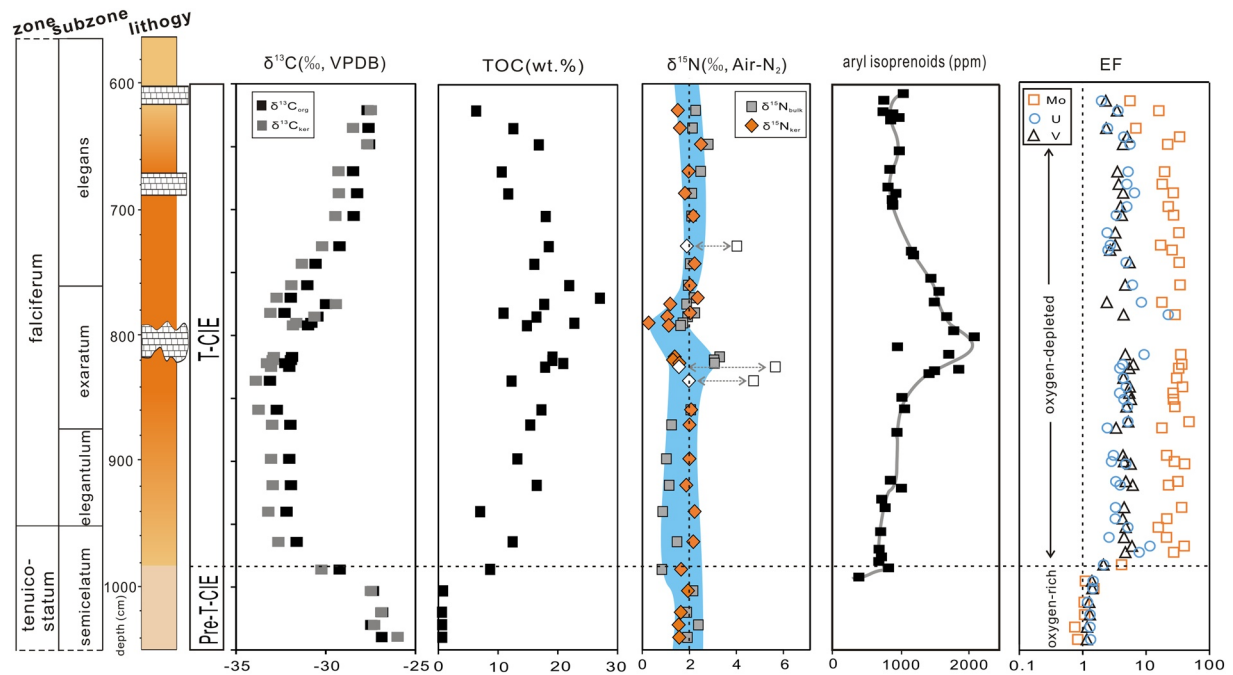 zone subzone lithogy
δ¹³C(‰, VPDB) TOC(wt.%) δ¹⁵N(‰, Air-N₂) aryl isoprenoids (ppm) EF
falciferum
tenuico-
statum
elegans
exaratum
elegantulum
semicelatum
600
700
800
900
1000
depth (cm)
T-CIE
Pre-T-CIE
δ¹³Corg
δ¹³Cker
δ¹⁵Nbulk
δ¹⁵Nker
Mo
U
V
oxygen-depleted
oxygen-rich
-35 -30 -25 0 10 20 30 0 2 4 6 0 1000 2000 0.1 1 10 100